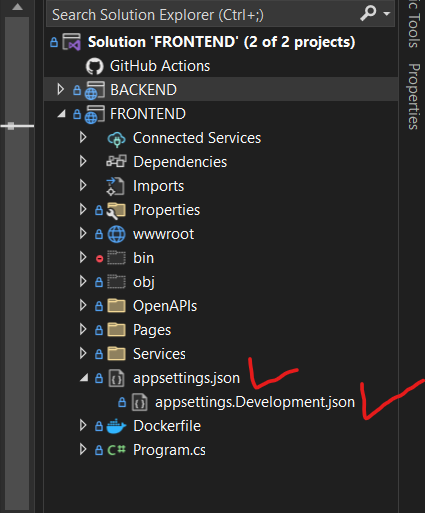 Search Solution Explorer (Ctrl+;)
Solution 'FRONTEND' (2 of 2 projects)
GitHub Actions
BACKEND
FRONTEND
Connected Services
Dependencies
Imports
Properties
wwwroot
bin
obj
OpenAPIs
Pages
Services
appsettings.json
appsettings.Development.json
Dockerfile
C# Program.cs
c Tools
Properties